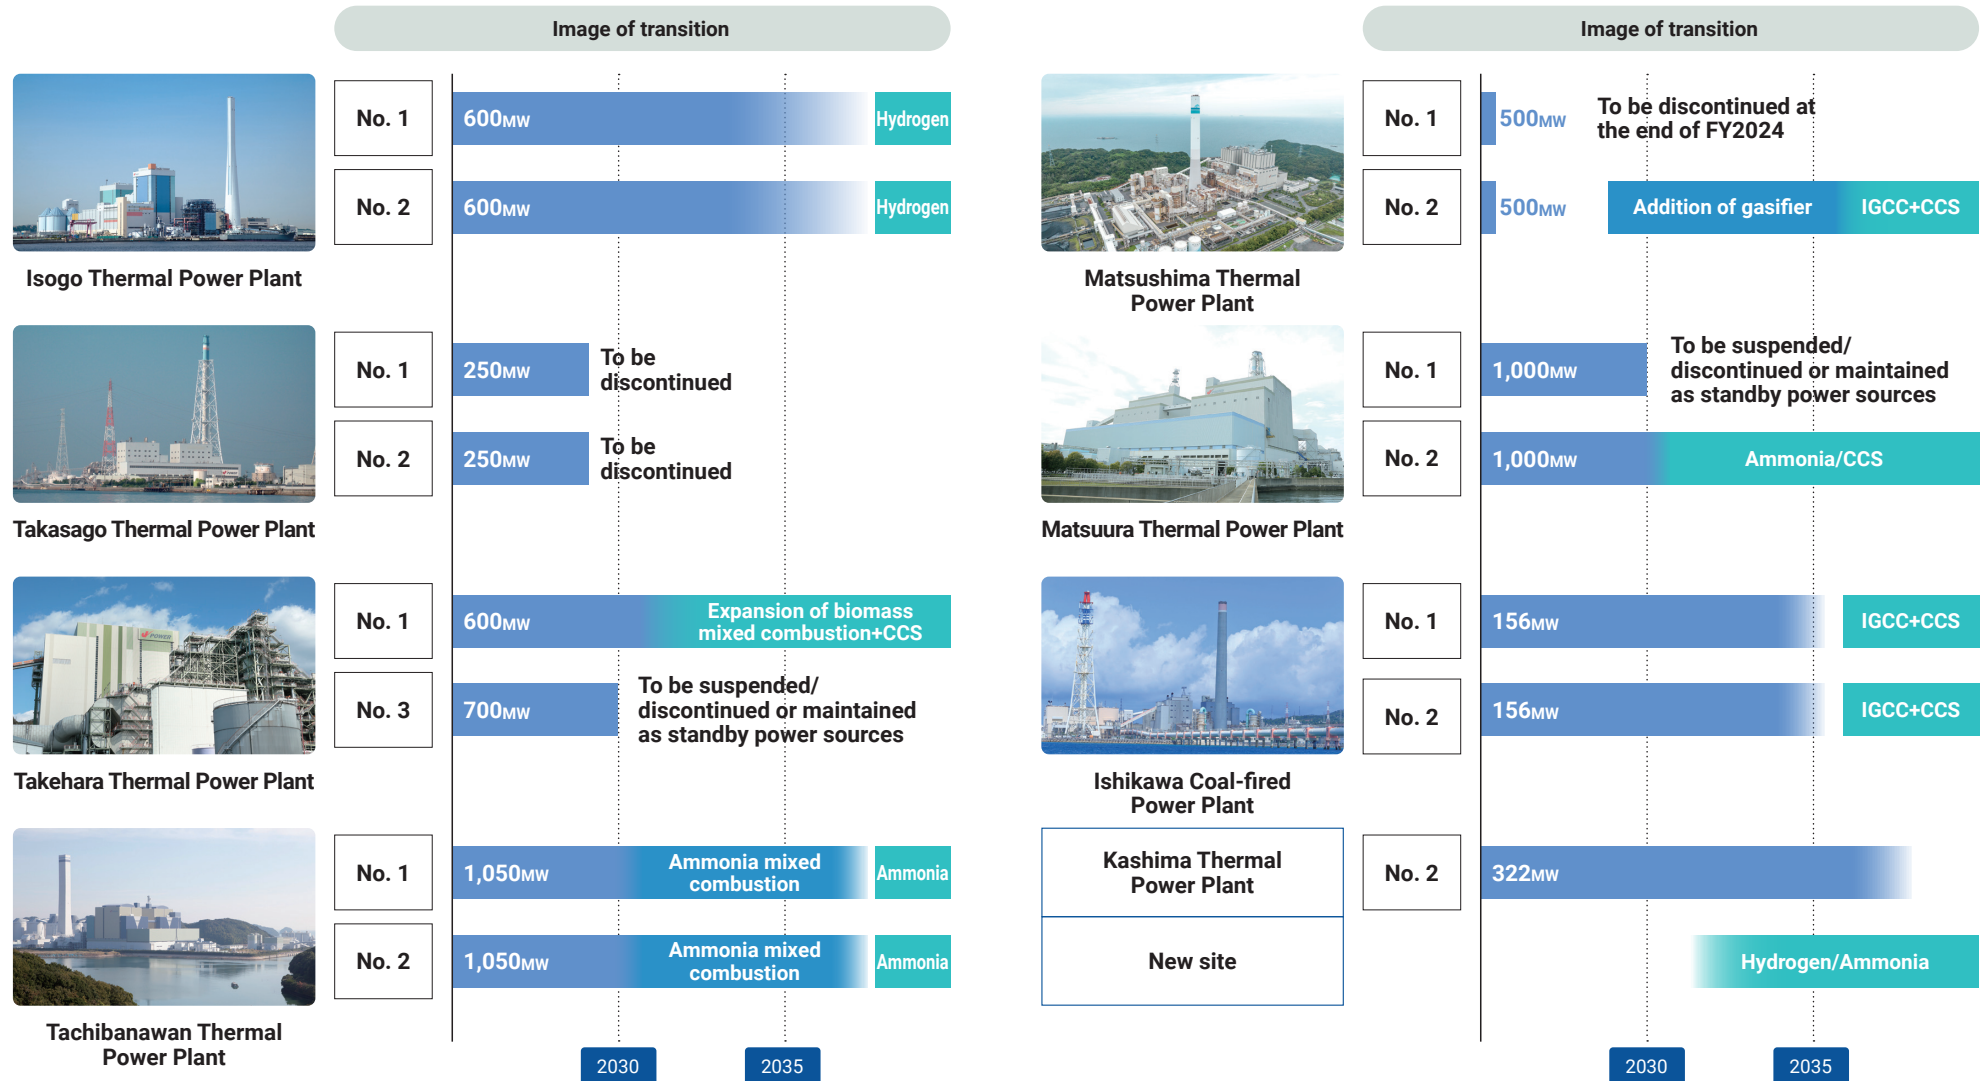 Image of transition
No. 1
600MW
Hydrogen
No. 2
600MW
Hydrogen
Isogo Thermal Power Plant
No. 1
250MW
To be
discontinued
No. 2
250MW
To be
discontinued
Takasago Thermal Power Plant
No. 1
600MW
Expansion of biomass
mixed combustion+CCS
No. 3
700MW
To be suspended/
discontinued or maintained
as standby power sources
POWER
Takehara Thermal Power Plant
No. 1
1,050MW
Ammonia mixed
combustion
Ammonia
No. 2
1,050MW
Ammonia mixed
combustion
Ammonia
Tachibanawan Thermal
Power Plant
2030
2035
Image of transition
No. 1
500MW
To be discontinued at
the end of FY2024
No. 2
500MW
Addition of gasifier
IGCC+CCS
Matsushima Thermal
Power Plant
No. 1
1,000MW
To be suspended/
discontinued or maintained
as standby power sources
No. 2
1,000MW
Ammonia/CCS
Matsuura Thermal Power Plant
No. 1
156MW
IGCC+CCS
No. 2
156MW
IGCC+CCS
Ishikawa Coal-fired
Power Plant
Kashima Thermal
Power Plant
No. 2
322MW
New site
Hydrogen/Ammonia
2030
2035